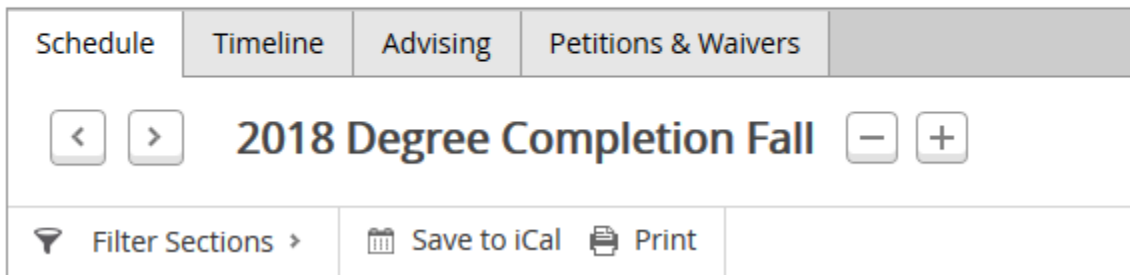 Schedule Timeline Advising Petitions & Waivers
2018 Degree Completion Fall
Filter Sections Save to iCal Print